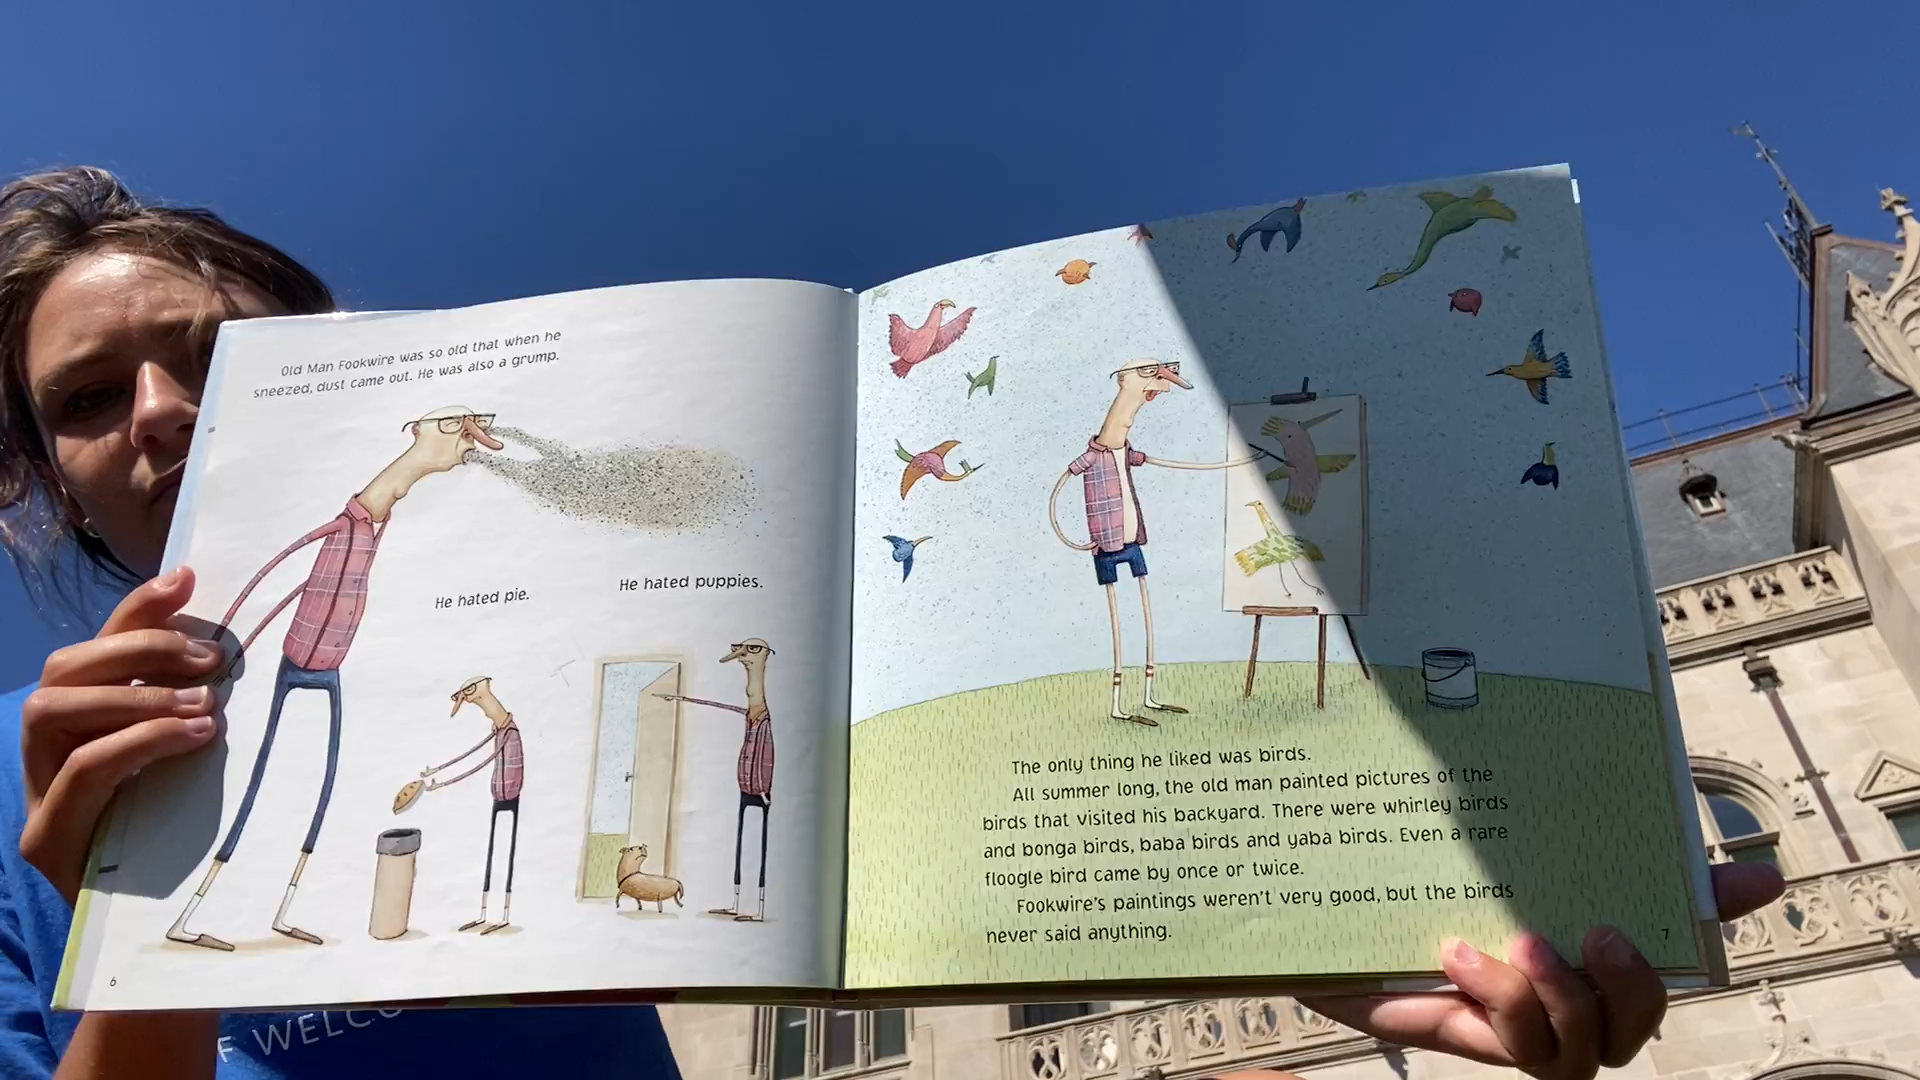 Old Man Fookwire was so old that when he
sneezed, dust came out. He was also a grump.
He hated pie.
He hated puppies.
6
The only thing he liked was birds.
All summer long, the old man painted pictures of the
birds that visited his backyard. There were whirley birds
and bonga birds, baba birds and yaba birds. Even a rare
floogle bird came by once or twice.
Fookwire's paintings weren't very good, but the birds
never said anything.
7
F WELC